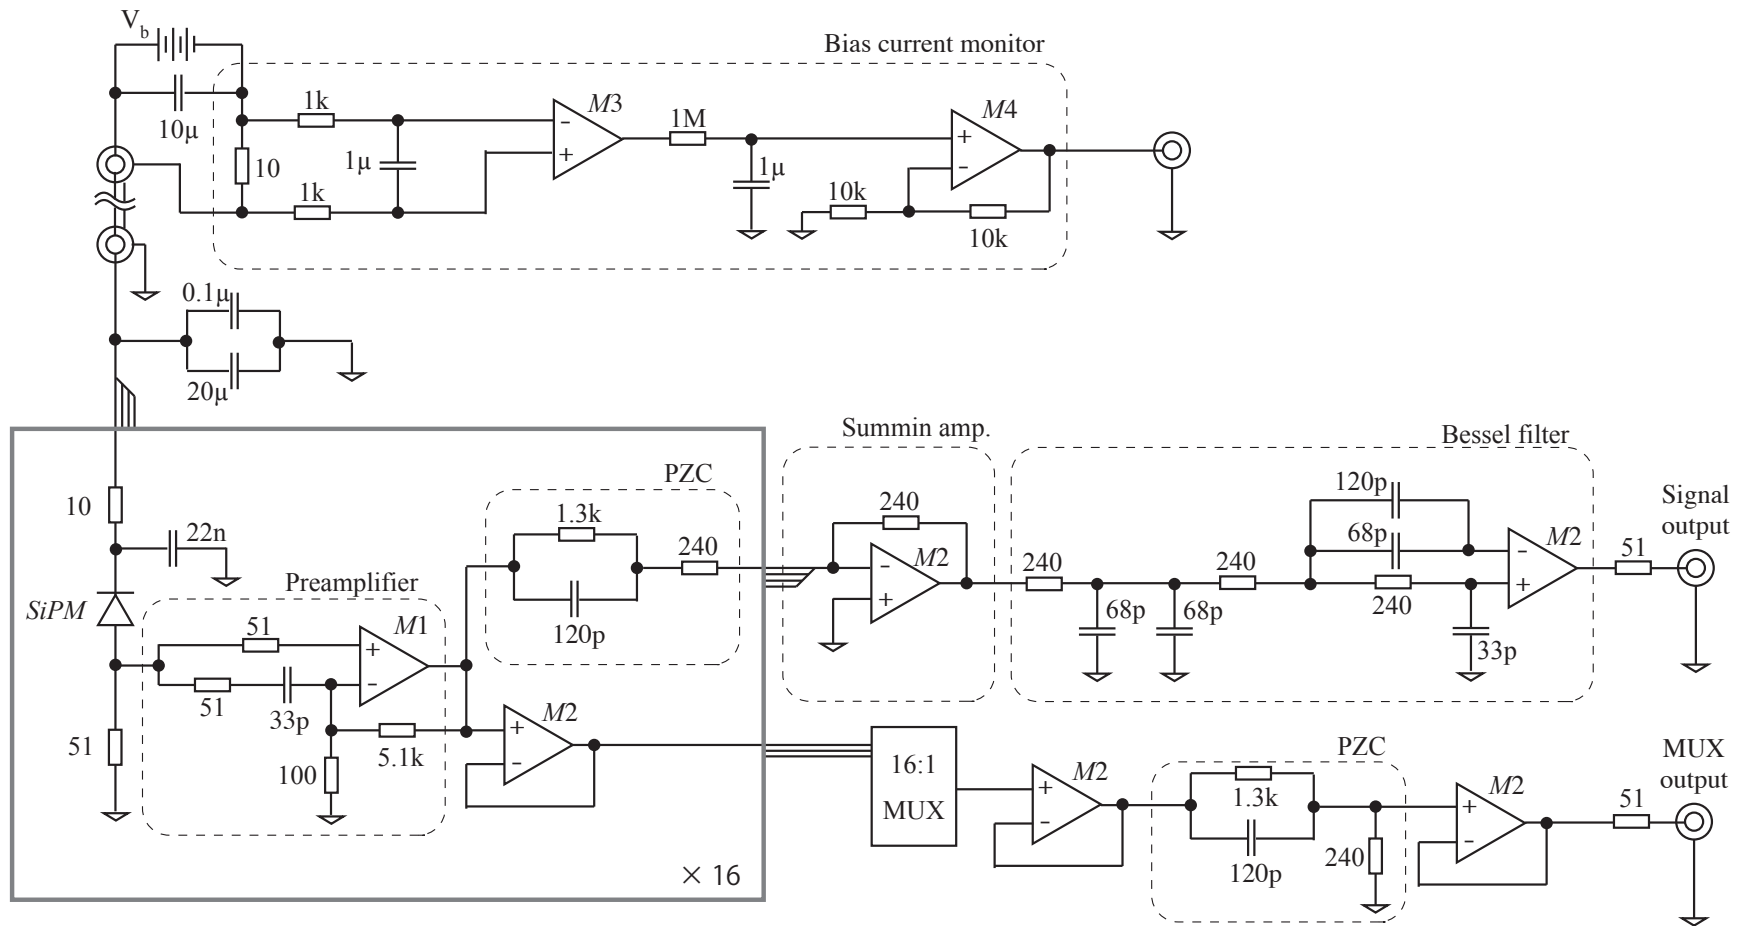 V b
Bias current monitor
10µ
1k
10
1µ
1k
M3
-
+
1M
1µ
M4
+
-
10k
10k
0.1µ
20µ
10
22n
SiPM
51
Preamplifier
51
51
33p
M1
+
-
5.1k
100
PZC
1.3k
240
120p
M2
+
-
× 16
Summin amp.
240
M2
-
+
Bessel filter
240
68p
68p
240
120p
68p
240
33p
M2
-
+
51
Signal
output
16:1
MUX
M2
+
-
PZC
1.3k
120p
240
M2
+
-
51
MUX
output